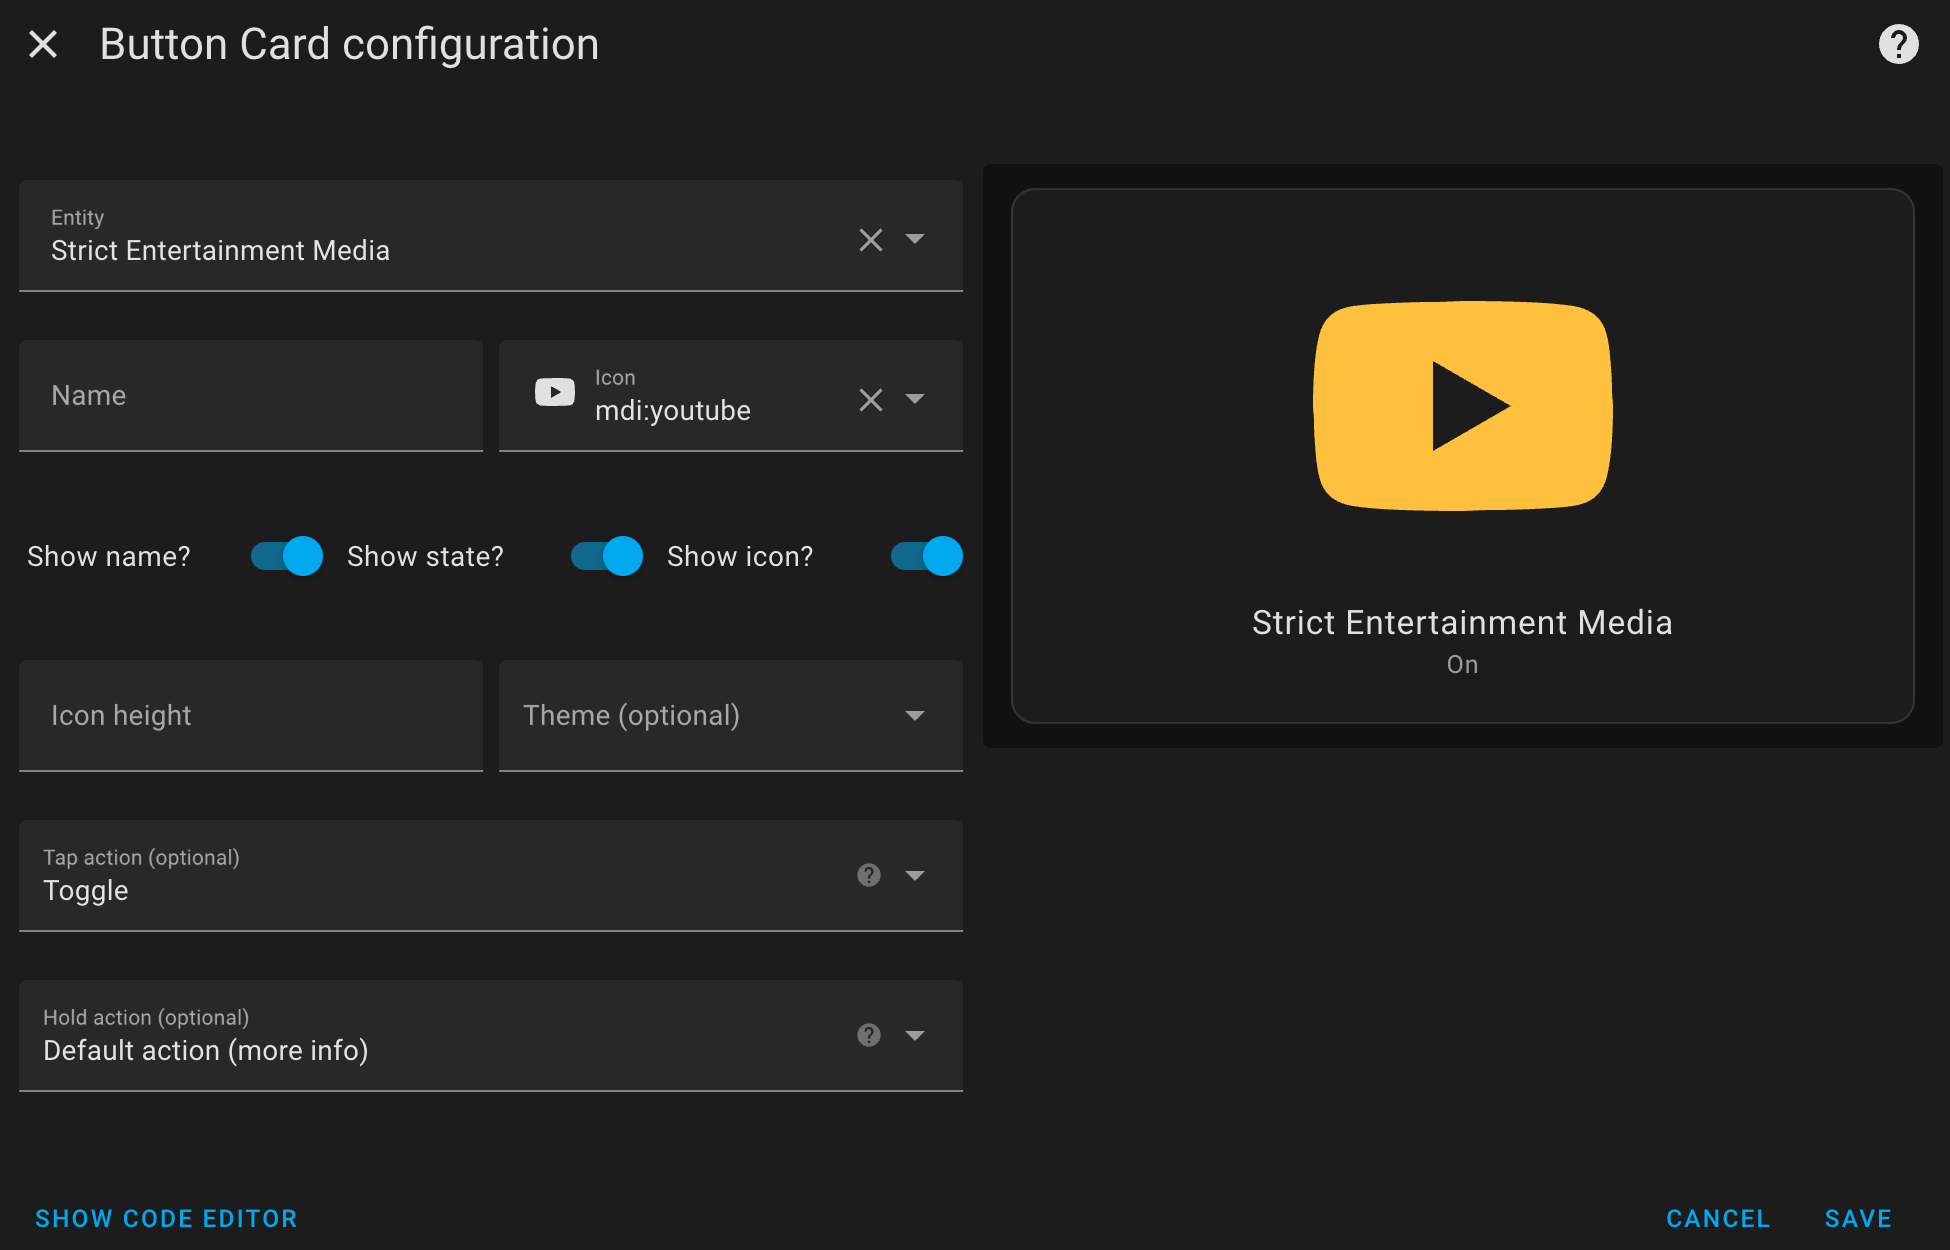 Button Card configuration
Entity
Strict Entertainment Media
Name
Icon
mdi:youtube
Show name?
Show state?
Show icon?
Icon height
Theme (optional)
Tap action (optional)
Toggle
Hold action (optional)
Default action (more info)
Strict Entertainment Media
On
SHOW CODE EDITOR
CANCEL
SAVE